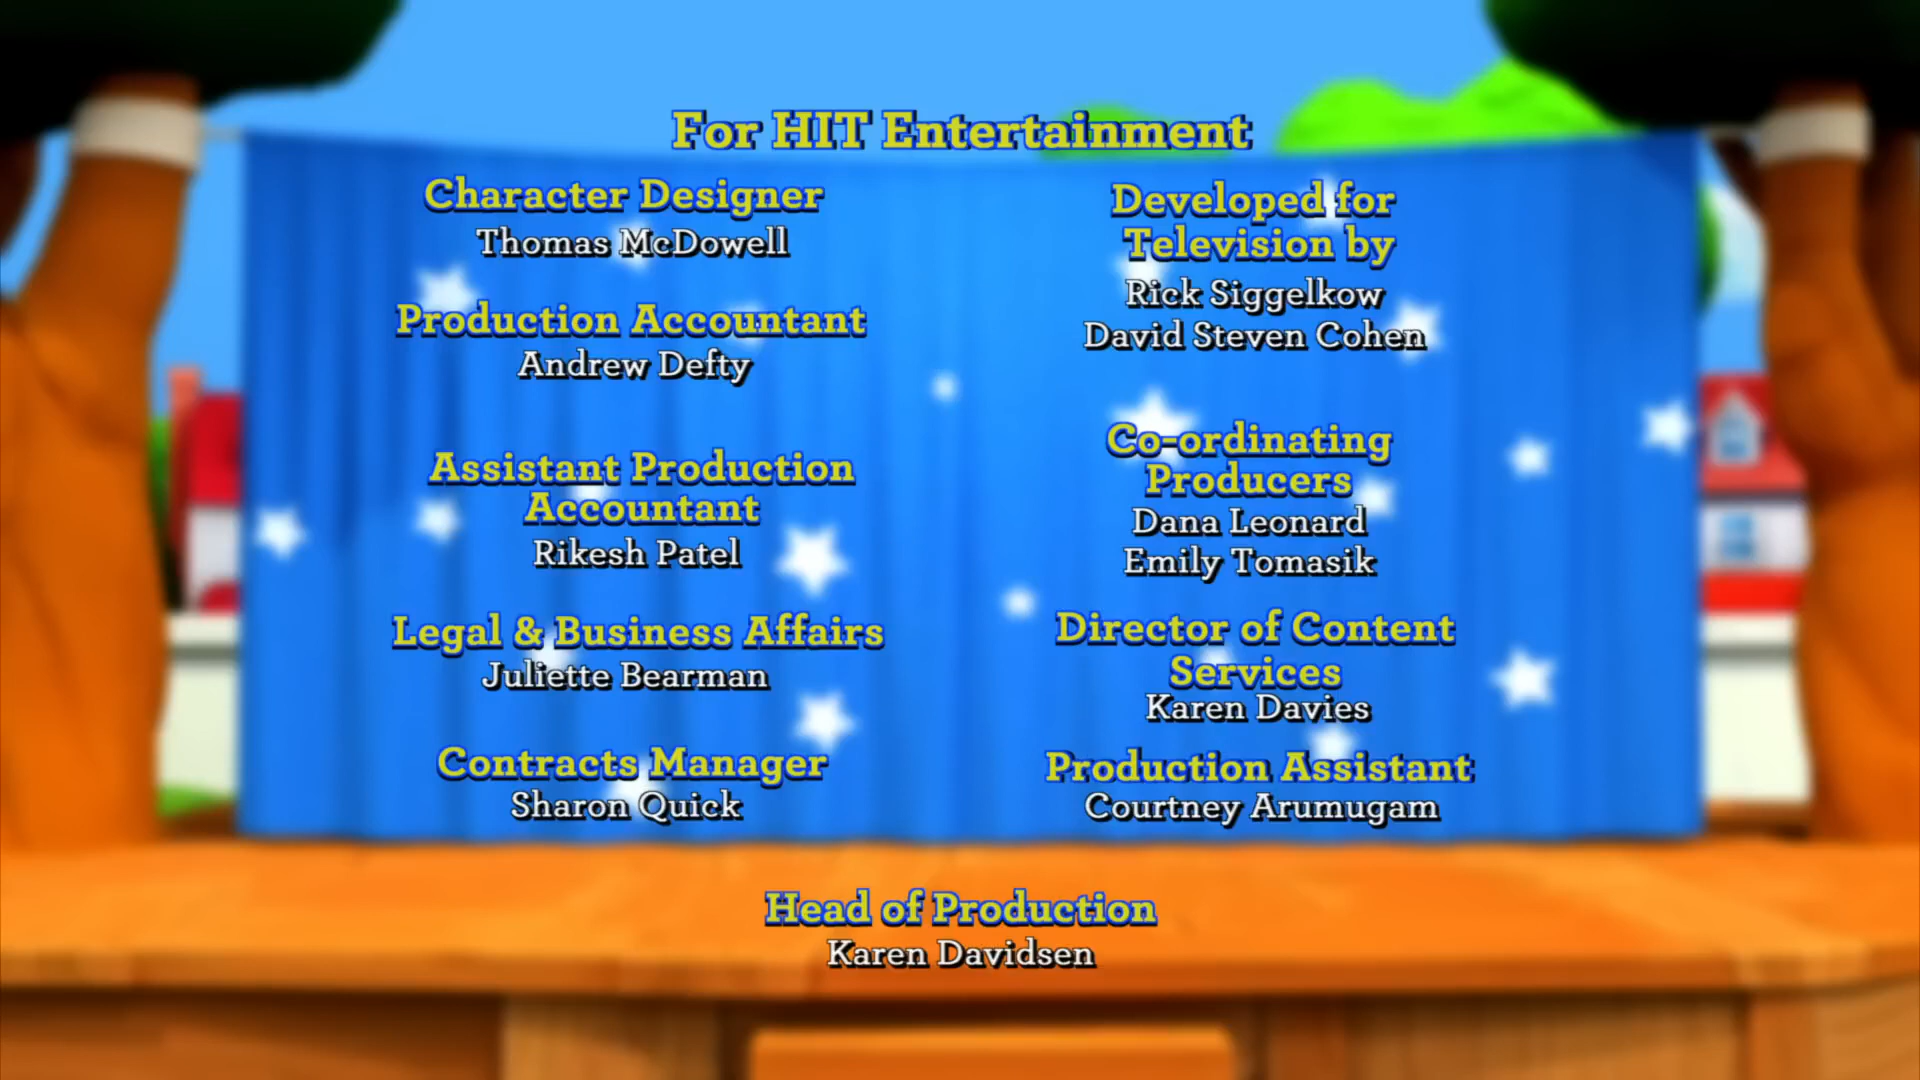 For HIT Entertainment
Character Designer
Thomas McDowell
Production Accountant
Andrew Defty
Assistant Production
Accountant
Rikesh Patel
Legal & Business Affairs
Juliette Bearman
Contracts Manager
Sharon Quick
Developed for
Television by
Rick Siggelkow
David Steven Cohen
Co-ordinating
Producers
Dana Leonard
Emily Tomasik
Director of Content
Services
Karen Davies
Production Assistant
Courtney Arumugam
Head of Production
Karen Davidsen